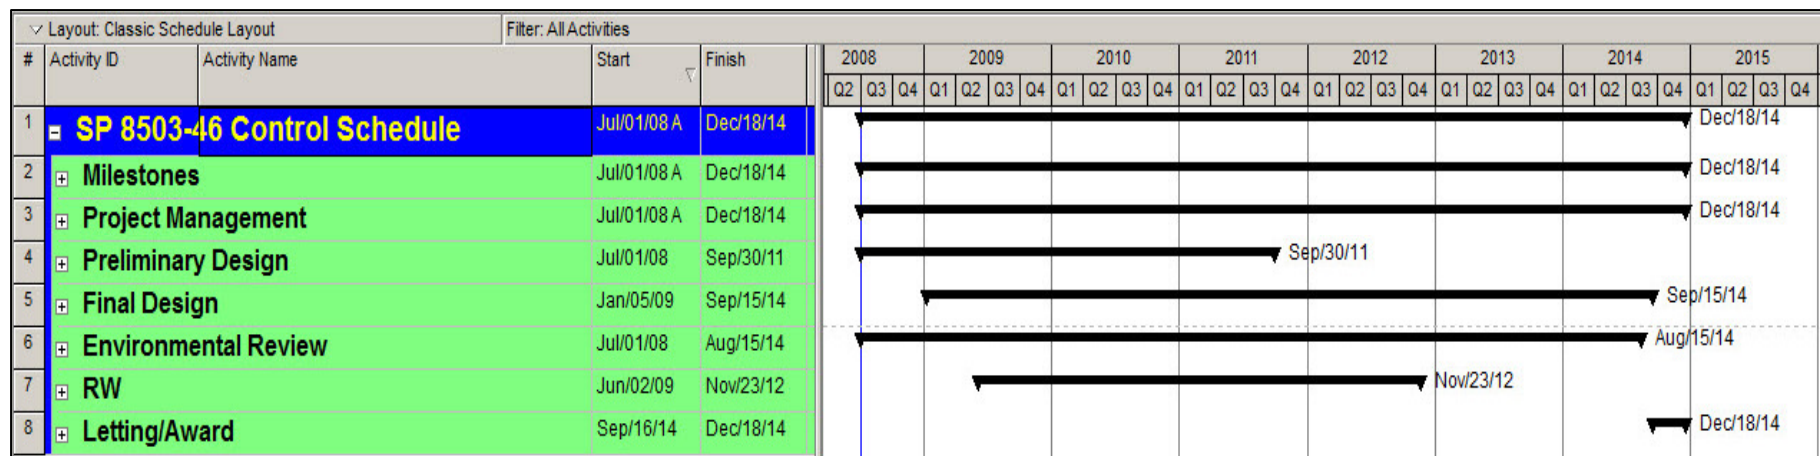 Layout: Classic Schedule Layout Filter: All Activities
# Activity ID Activity Name Start Finish 2008 2009 2010 2011 2012 2013 2014 2015
Q2 Q3 Q4 Q1 Q2 Q3 Q4 Q1 Q2 Q3 Q4 Q1 Q2 Q3 Q4 Q1 Q2 Q3 Q4 Q1 Q2 Q3 Q4 Q1 Q2 Q3 Q4 Q1 Q2 Q3 Q4
1 SP 8503-46 Control Schedule Jul/01/08 A Dec/18/14 Dec/18/14
2 Milestones Jul/01/08 A Dec/18/14 Dec/18/14
3 Project Management Jul/01/08 A Dec/18/14 Dec/18/14
4 Preliminary Design Jul/01/08 Sep/30/11 Sep/30/11
5 Final Design Jan/05/09 Sep/15/14 Sep/15/14
6 Environmental Review Jul/01/08 Aug/15/14 Aug/15/14
7 RW Jun/02/09 Nov/23/12 Nov/23/12
8 Letting/Award Sep/16/14 Dec/18/14 Dec/18/14